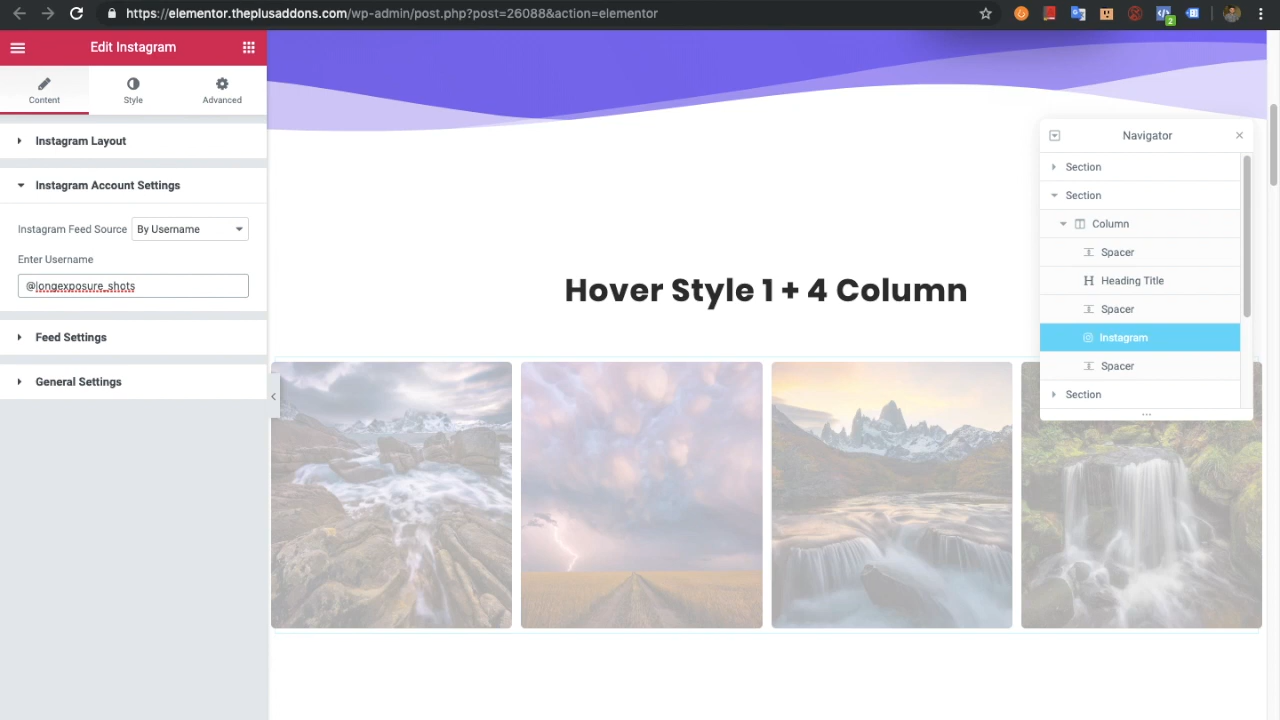 https://elementor.theplusaddons.com/wp-admin/post.php?post=26088&action=elementor
2
Edit Instagram
Content
Style
Advanced
Instagram Layout
Instagram Account Settings
Instagram Feed Source
By Username
Enter Username
@longexposure_shots
Feed Settings
General Settings
Hover Style 1 + 4 Column
Navigator
Section
Section
Column
Spacer
Heading Title
Spacer
Instagram
Spacer
Section